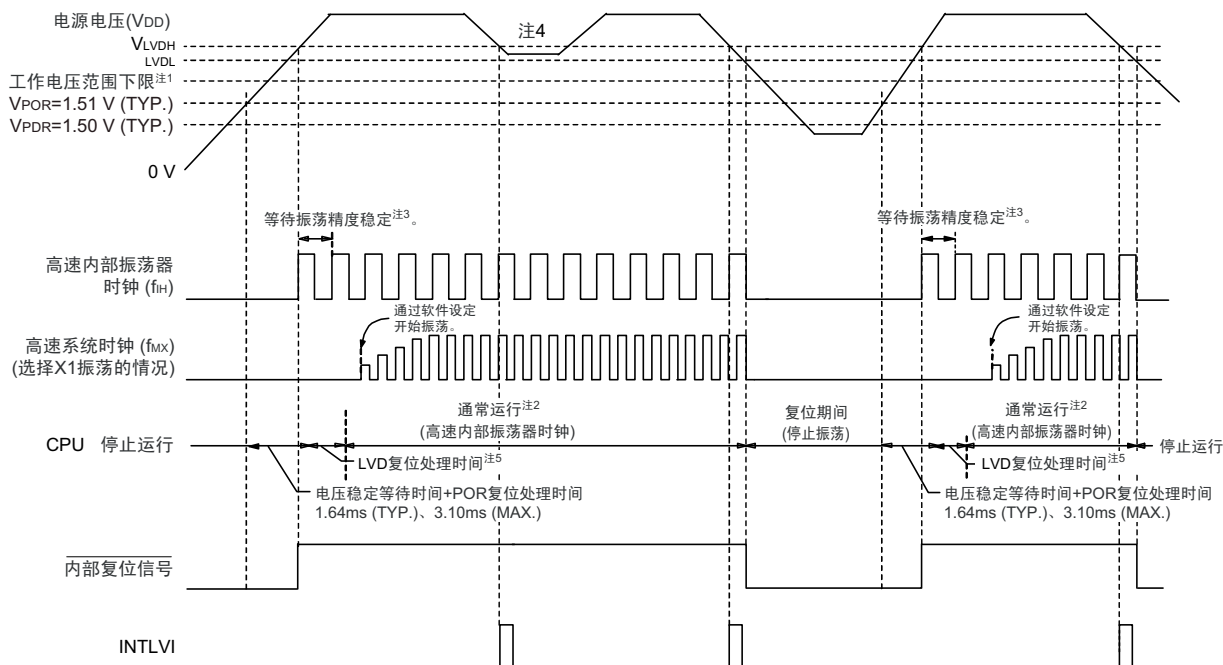 电源电压(VDD)
注4
VLVDH
LVDL
工作电压范围下限注1
VPOR=1.51 V (TYP.)
VPDR=1.50 V (TYP.)
0 V
等待振荡精度稳定注3。
等待振荡精度稳定注3。
高速内部振荡器
时钟 (fIH)
通过软件设定
开始振荡。
通过软件设定
开始振荡。
高速系统时钟 (fMX)
(选择X1振荡的情况)
通常运行注2
(高速内部振荡器时钟)
复位期间
(停止振荡)
通常运行注2
(高速内部振荡器时钟)
CPU 停止运行
停止运行
LVD复位处理时间注5
LVD复位处理时间注5
电压稳定等待时间+POR复位处理时间
1.64ms (TYP.)、3.10ms (MAX.)
电压稳定等待时间+POR复位处理时间
1.64ms (TYP.)、3.10ms (MAX.)
内部复位信号
INTLVI